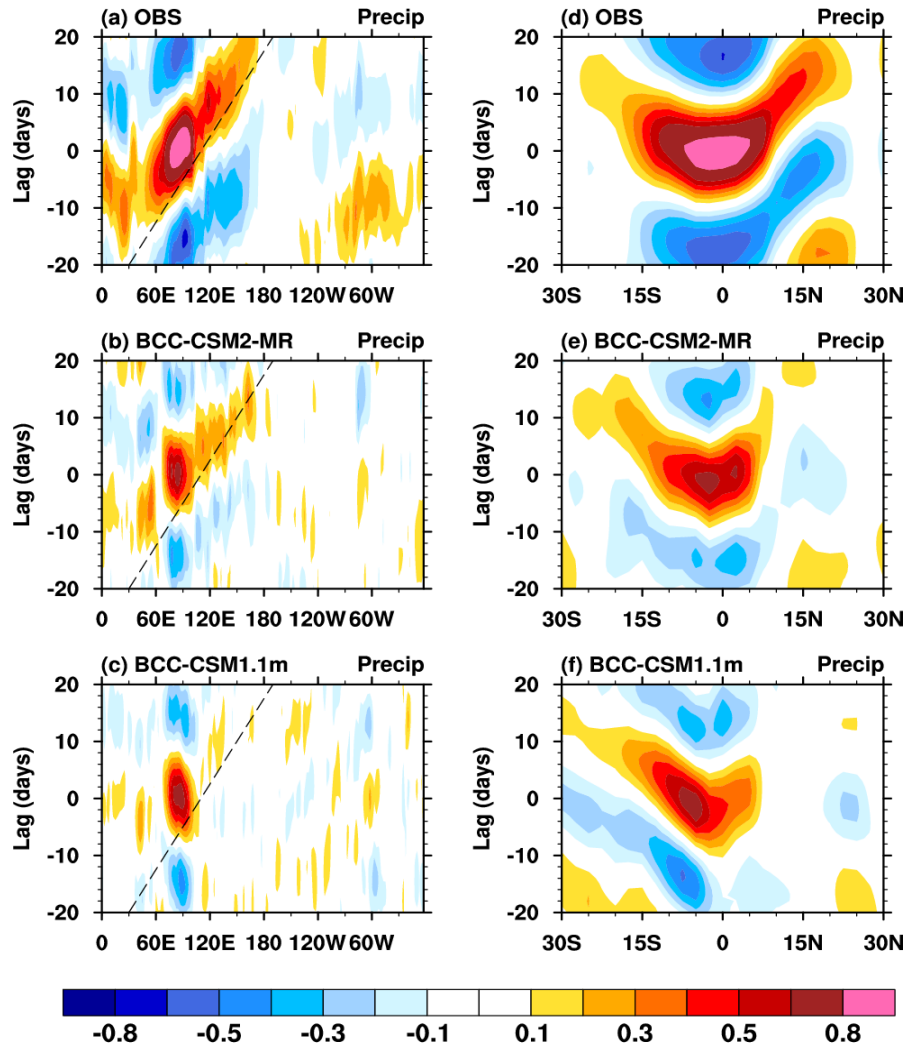 (a) OBS Precip
20
10
0
-10
-20
Lag (days)
0 60E 120E 180 120W 60W
(d) OBS Precip
20
10
0
-10
-20
Lag (days)
30S 15S 0 15N 30N
(b) BCC-CSM2-MR Precip
20
10
0
-10
-20
Lag (days)
0 60E 120E 180 120W 60W
(e) BCC-CSM2-MR Precip
20
10
0
-10
-20
Lag (days)
30S 15S 0 15N 30N
(c) BCC-CSM1.1m Precip
20
10
0
-10
-20
Lag (days)
0 60E 120E 180 120W 60W
(f) BCC-CSM1.1m Precip
20
10
0
-10
-20
Lag (days)
30S 15S 0 15N 30N
-0.8 -0.5 -0.3 -0.1 0.1 0.3 0.5 0.8